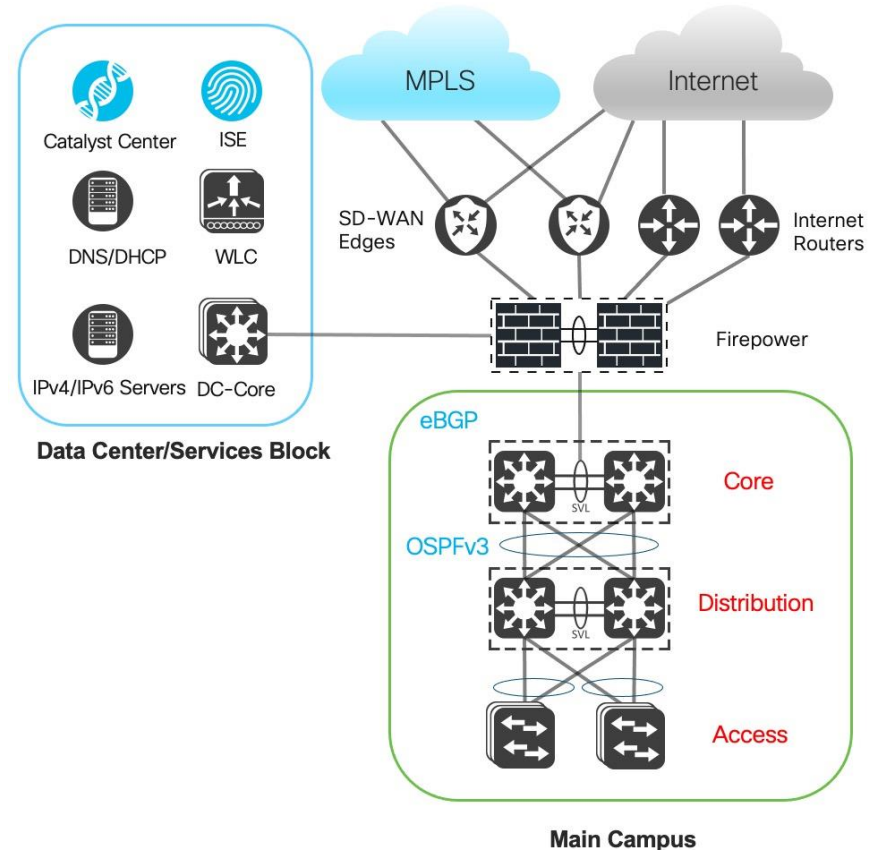 MPLS
Internet
Catalyst Center
ISE
SD-WAN
Edges
Internet
Routers
DNS/DHCP
WLC
Firepower
IPv4/IPv6 Servers
DC-Core
Data Center/Services Block
eBGP
Core
SVL
OSPFv3
Distribution
SVL
Access
Main Campus